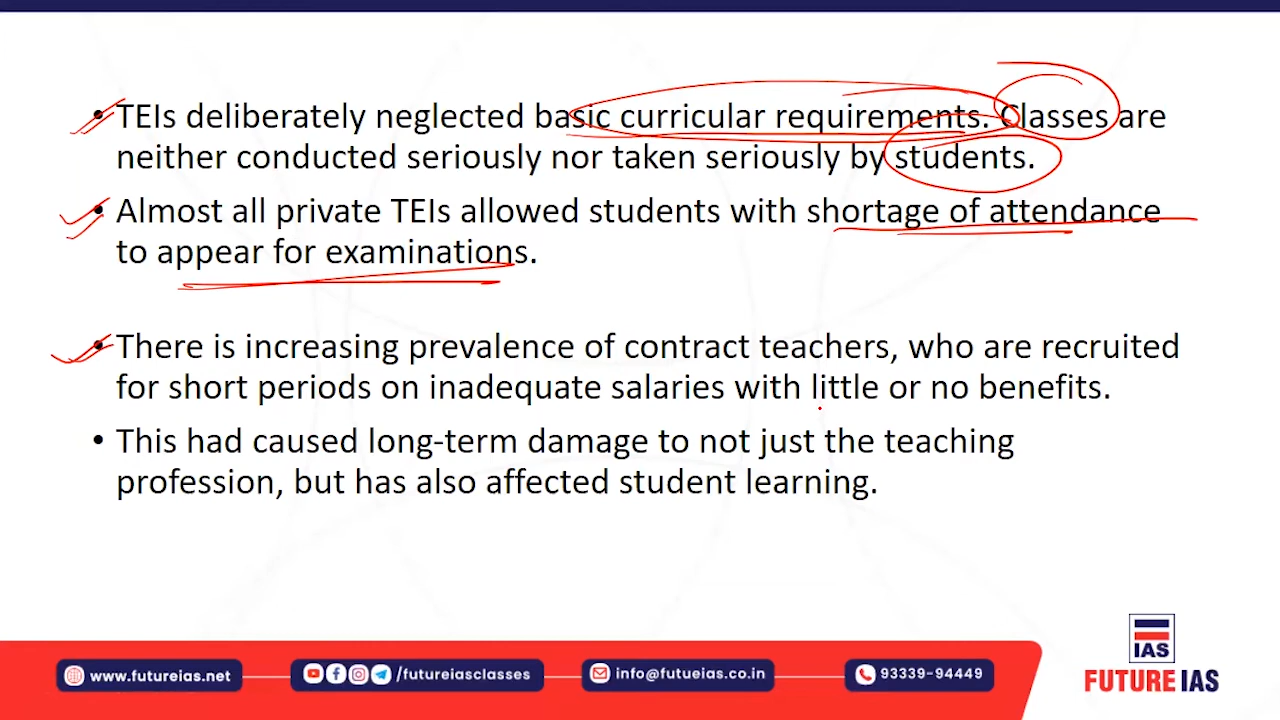 • TEIs deliberately neglected basic curricular requirements. Classes are
neither conducted seriously nor taken seriously by students.
• Almost all private TEIs allowed students with shortage of attendance
to appear for examinations.
• There is increasing prevalence of contract teachers, who are recruited
for short periods on inadequate salaries with little or no benefits.
• This had caused long-term damage to not just the teaching
profession, but has also affected student learning.
www.futureias.net
/futureiasclasses
info@futueias.co.in
93339-94449
IAS
FUTURE IAS